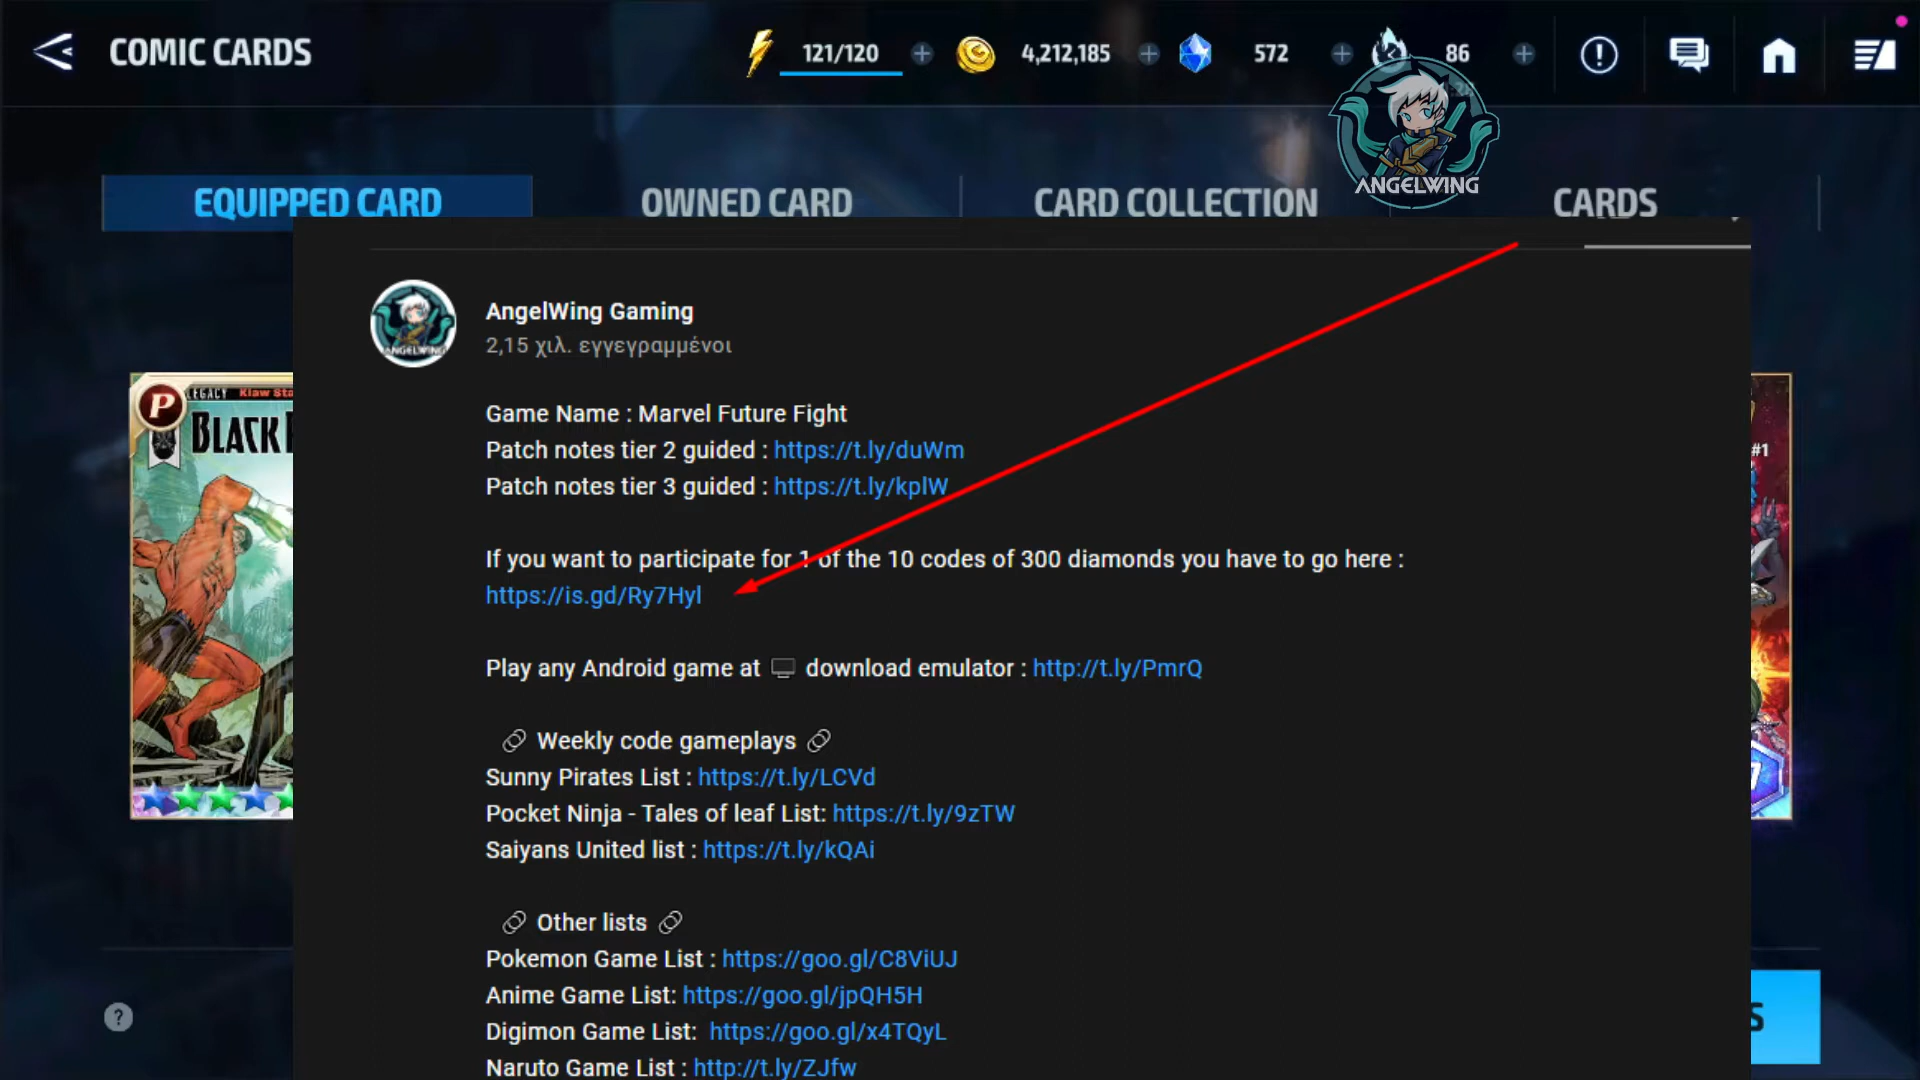 COMIC CARDS
121/120
4,212,185
572
86
ANGELWING
EQUIPPED CARD
OWNED CARD
CARD COLLECTION
CARDS
AngelWing Gaming
2,15 χιλ. εγγεγραμμένοι
Game Name : Marvel Future Fight
Patch notes tier 2 guided : https://t.ly/duWm
Patch notes tier 3 guided : https://t.ly/kplW
If you want to participate for 1 of the 10 codes of 300 diamonds you have to go here :
https://is.gd/Ry7Hyl
Play any Android game at download emulator : http://t.ly/PmrQ
Weekly code gameplays
Sunny Pirates List : https://t.ly/LCVd
Pocket Ninja - Tales of leaf List: https://t.ly/9zTW
Saiyans United list : https://t.ly/kQAi
Other lists
Pokemon Game List : https://goo.gl/C8ViUJ
Anime Game List: https://goo.gl/jpQH5H
Digimon Game List: https://goo.gl/x4TQyL
Naruto Game List : http://t.ly/ZJfw
P
LEGACY Klaw Sta
BLACK
#1
7
S
?